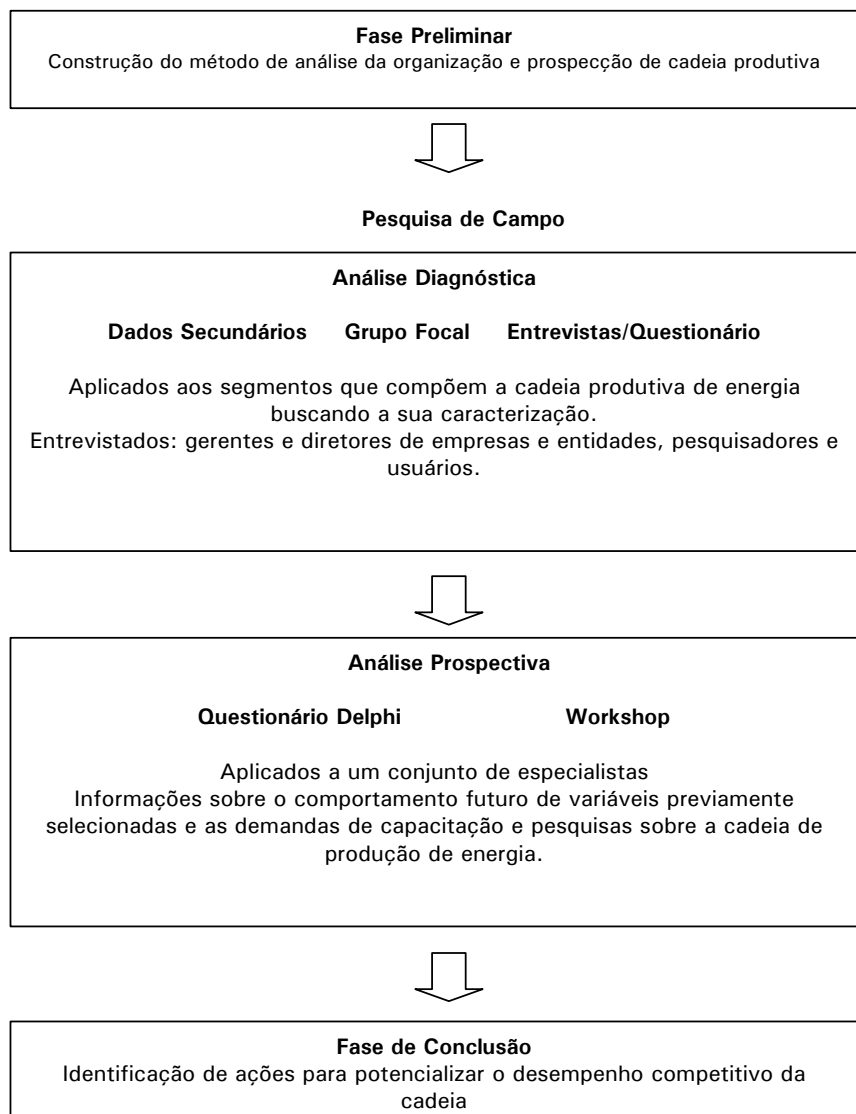 Fase Preliminar
Construção do método de análise da organização e prospecção de cadeia produtiva
Pesquisa de Campo
Análise Diagnóstica
Dados Secundários Grupo Focal Entrevistas/Questionário
Aplicados aos segmentos que compõem a cadeia produtiva de energia
buscando a sua caracterização.
Entrevistados: gerentes e diretores de empresas e entidades, pesquisadores e
usuários.
Análise Prospectiva
Questionário Delphi Workshop
Aplicados a um conjunto de especialistas
Informações sobre o comportamento futuro de variáveis previamente
selecionadas e as demandas de capacitação e pesquisas sobre a cadeia de
produção de energia.
Fase de Conclusão
Identificação de ações para potencializar o desempenho competitivo da
cadeia